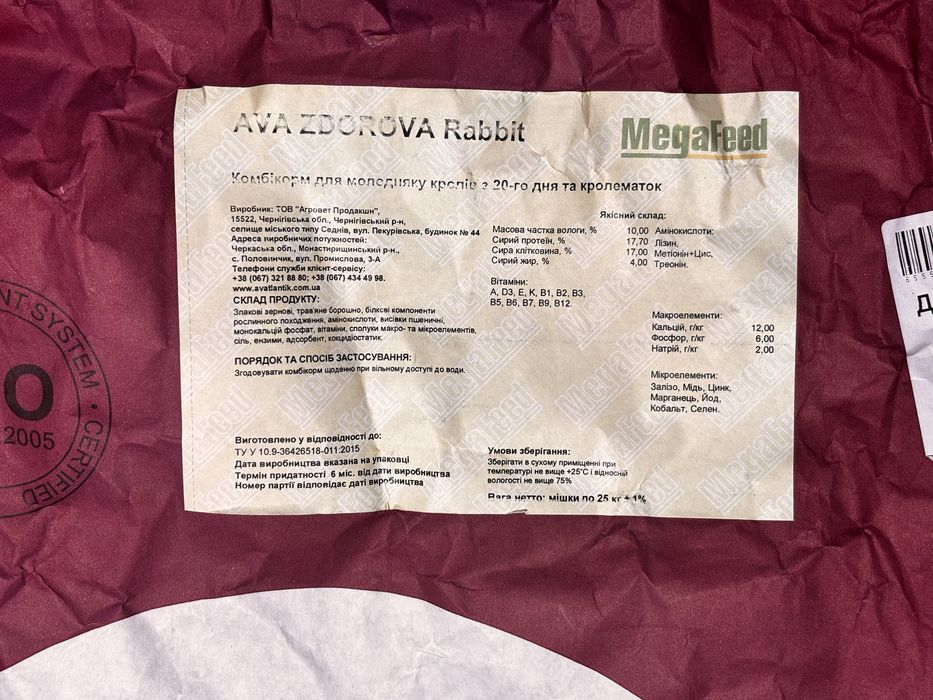 AVA ZDOROVA Rabbit
MegaFeed
Комбікорм для молодняку кролів з 20-го дня та кролематок
Виробник: ТОВ "Агровет Продакшн",
15522, Чернігівська обл., Чернігівський р-н,
селище міського типу Седнів, вул. Пекурівська, будинок № 44
Адреса виробничих потужностей:
Черкаська обл., Монастирищинський р-н.,
с. Половинчик, вул. Промислова, 3-А
Телефони служби клієнт-сервісу:
+38 (067) 321 88 80; +38 (067) 434 49 98.
www.avatlantik.com.ua
СКЛАД ПРОДУКТУ:
Злакові зернові, трав'яне борошно, білкові компоненти
рослинного походження, амінокислоти, висівки пшеничні,
монокальцій фосфат, вітаміни, сполуки макро- та мікроелементів,
сіль, ензими, адсорбент, кокцидіостатик.
ПОРЯДОК ТА СПОСІБ ЗАСТОСУВАННЯ:
Згодовувати комбікорм щоденно при вільному доступі до води.
Виготовлено у відповідності до:
ТУ У 10.9-36426518-011:2015
Дата виробництва вказана на упаковці
Термін придатності 6 міс. від дати виробництва
Номер партії відповідає даті виробництва
Якісний склад:
Масова частка вологи, % 10,00
Сирий протеїн, % 17,70
Сира клітковина, % 17,00
Сирий жир, % 4,00
Амінокислоти:
Лізин,
Метіонін+Цис,
Треонін.
Вітаміни:
A, D3, E, K, B1, B2, B3,
B5, B6, B7, B9, B12.
Макроелементи:
Кальцій, г/кг 12,00
Фосфор, г/кг 6,00
Натрій, г/кг 2,00
Мікроелементи:
Залізо, Мідь, Цинк,
Марганець, Йод,
Кобальт, Селен.
Умови зберігання:
Зберігати в сухому приміщенні при
температурі не вище +25°С і відносній
вологості не вище 75%
Вага нетто: мішки по 25 кг ± 1%
SYSTEM • CERTIFIED
2005